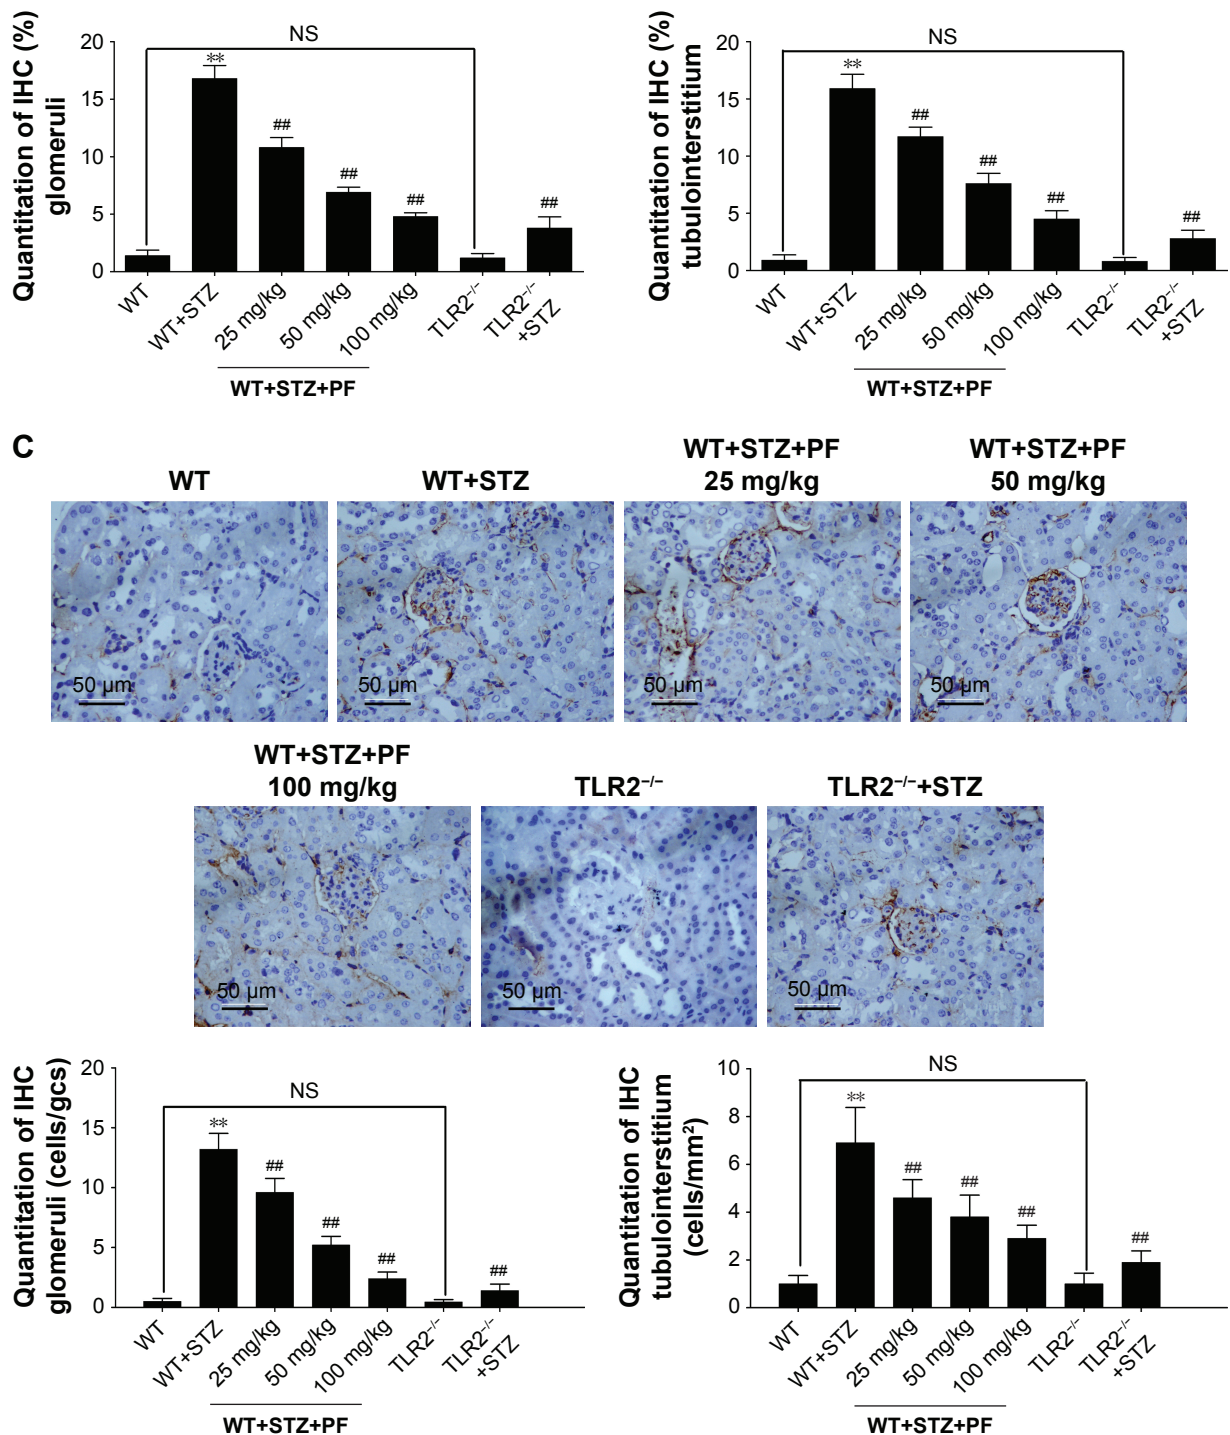 Quantitation of IHC (%)
glomeruli
20
15
10
5
0
NS
**
##
##
##
##
WT
WT+STZ
25 mg/kg
50 mg/kg
100 mg/kg
TLR2⁻/⁻
TLR2⁻/⁻
+STZ
WT+STZ+PF
Quantitation of IHC (%)
tubulointerstitium
20
15
10
5
0
NS
**
##
##
##
##
WT
WT+STZ
25 mg/kg
50 mg/kg
100 mg/kg
TLR2⁻/⁻
TLR2⁻/⁻
+STZ
WT+STZ+PF
C
WT
WT+STZ
WT+STZ+PF
25 mg/kg
WT+STZ+PF
50 mg/kg
50 µm
50 µm
50 µm
50 µm
WT+STZ+PF
100 mg/kg
TLR2⁻/⁻
TLR2⁻/⁻+STZ
50 µm
50 µm
50 µm
Quantitation of IHC
glomeruli (cells/gcs)
20
15
10
5
0
NS
**
##
##
##
##
WT
WT+STZ
25 mg/kg
50 mg/kg
100 mg/kg
TLR2⁻/⁻
TLR2⁻/⁻
+STZ
WT+STZ+PF
Quantitation of IHC
tubulointerstitium
(cells/mm²)
10
8
6
4
2
0
NS
**
##
##
##
##
WT
WT+STZ
25 mg/kg
50 mg/kg
100 mg/kg
TLR2⁻/⁻
TLR2⁻/⁻
+STZ
WT+STZ+PF